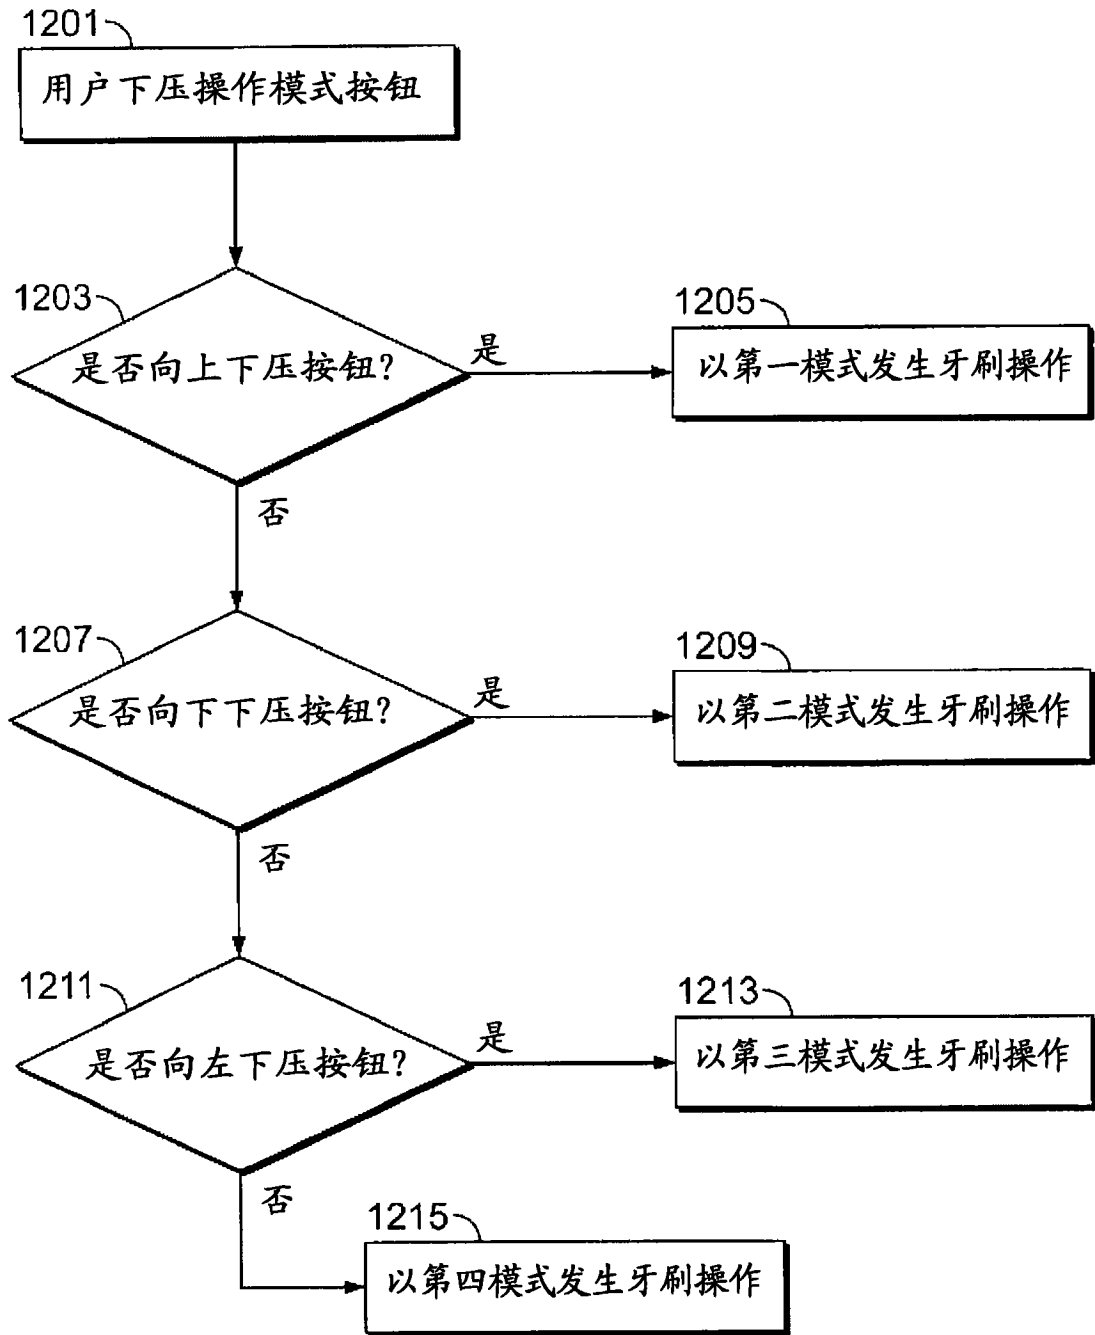 1201
用户下压操作模式按钮
1203
是否向上下压按钮?
是
1205
以第一模式发生牙刷操作
否
1207
是否向下下压按钮?
是
1209
以第二模式发生牙刷操作
否
1211
是否向左下压按钮?
是
1213
以第三模式发生牙刷操作
否
1215
以第四模式发生牙刷操作